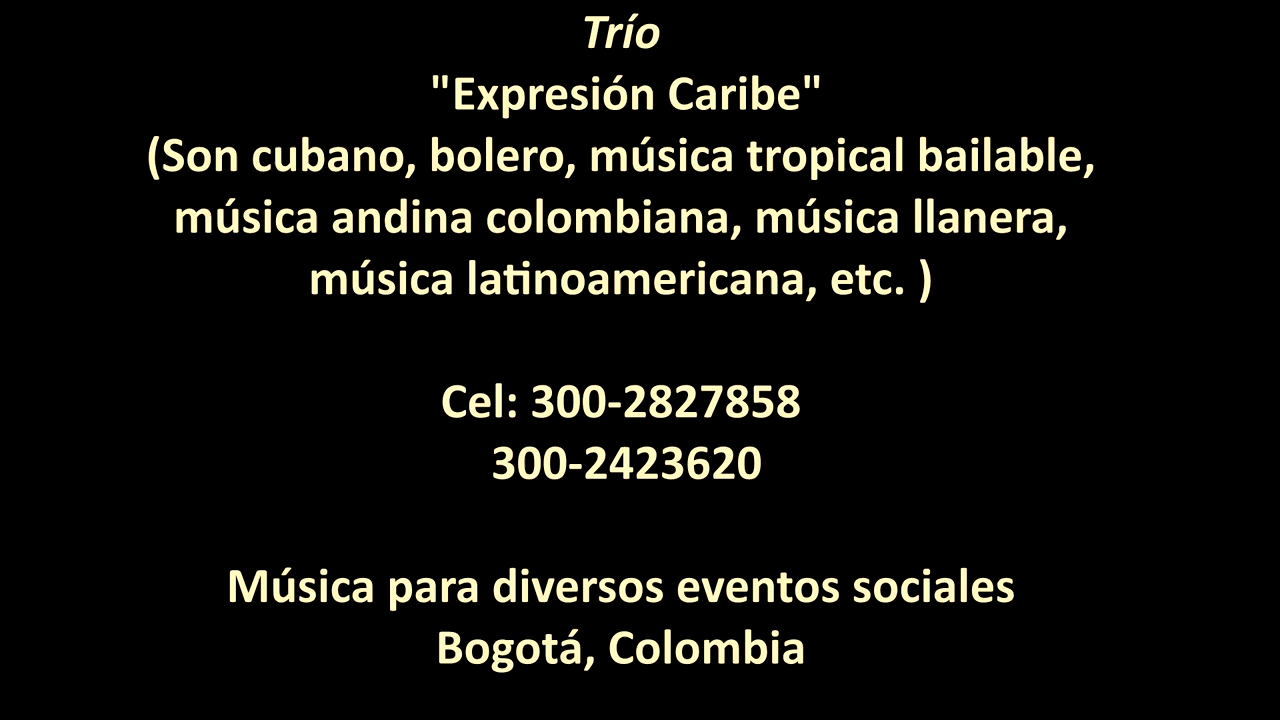 Trío
"Expresión Caribe"
(Son cubano, bolero, música tropical bailable,
música andina colombiana, música llanera,
música latinoamericana, etc. )
Cel: 300-2827858
300-2423620
Música para diversos eventos sociales
Bogotá, Colombia